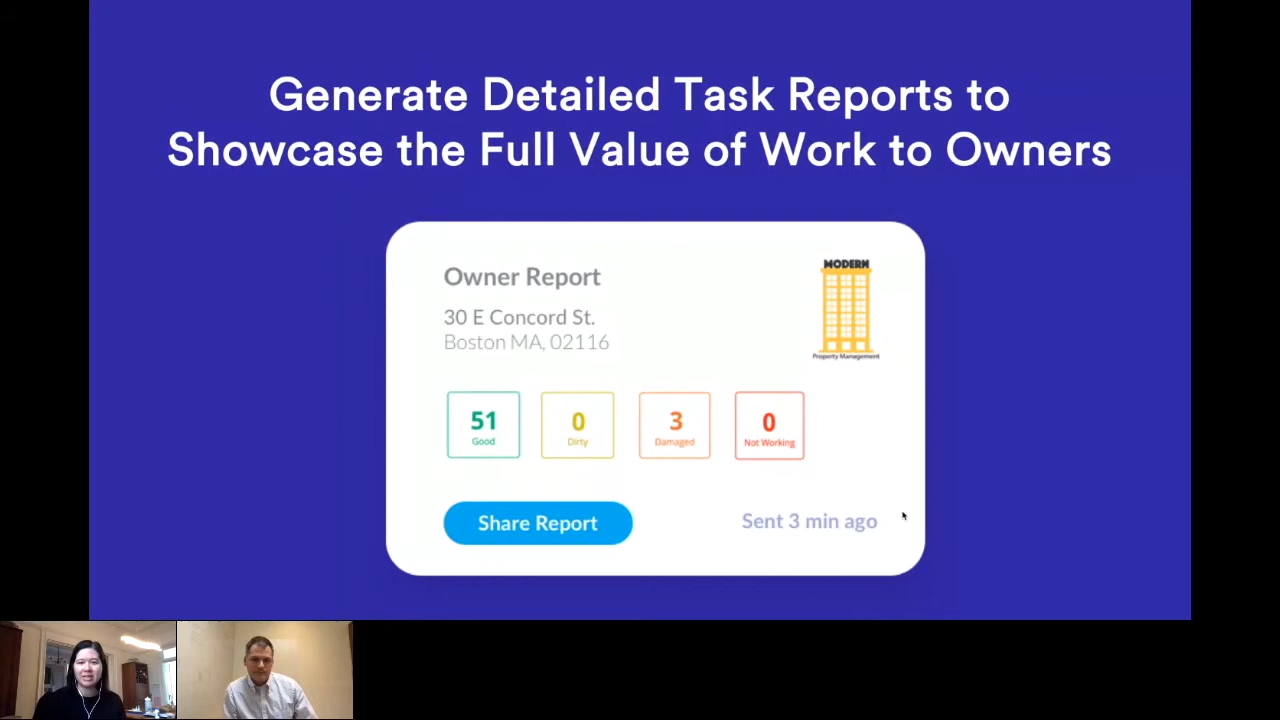 Generate Detailed Task Reports to
Showcase the Full Value of Work to Owners
Owner Report
MODERN
30 E Concord St.
Boston MA, 02116
Property Management
51
Good
0
Dirty
3
Damaged
0
Not Working
Share Report
Sent 3 min ago